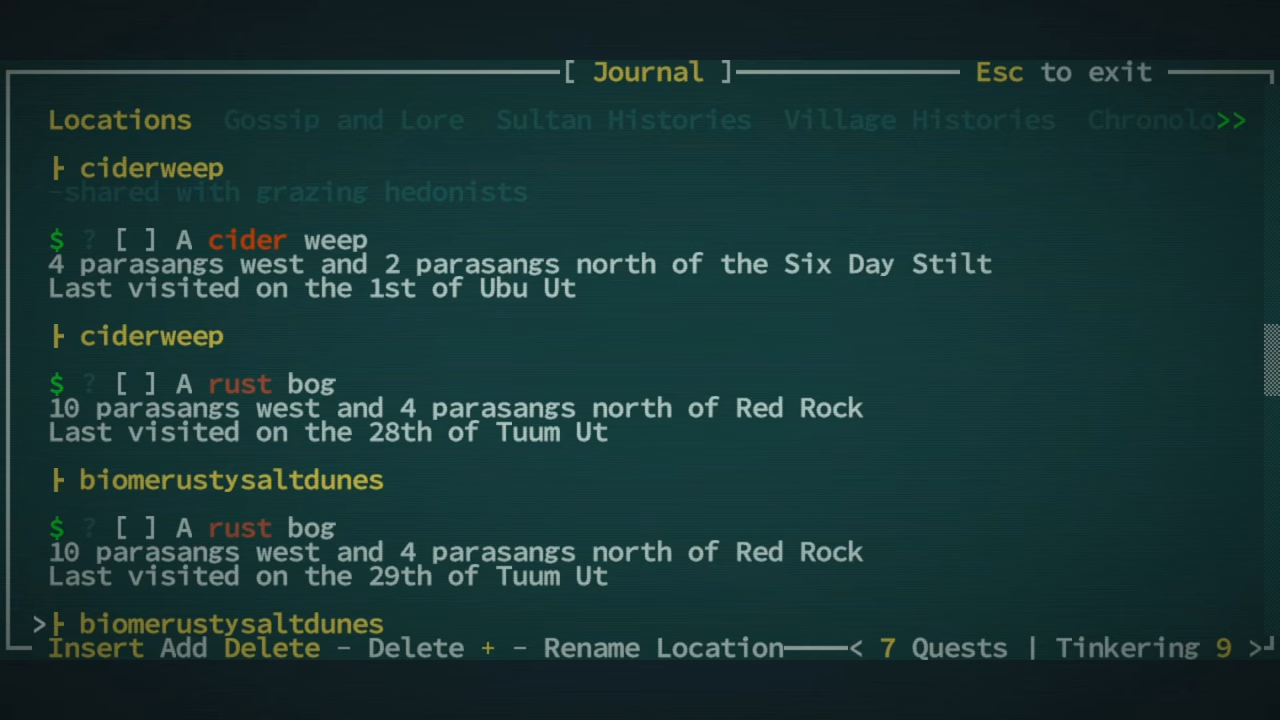 [ Journal ] Esc to exit
Locations Gossip and Lore Sultan Histories Village Histories Chronolo>>
├ ciderweep
-shared with grazing hedonists
$ ? [ ] A cider weep
4 parasangs west and 2 parasangs north of the Six Day Stilt
Last visited on the 1st of Ubu Ut
├ ciderweep
$ ? [ ] A rust bog
10 parasangs west and 4 parasangs north of Red Rock
Last visited on the 28th of Tuum Ut
├ biomerustysaltdunes
$ ? [ ] A rust bog
10 parasangs west and 4 parasangs north of Red Rock
Last visited on the 29th of Tuum Ut
>├ biomerustysaltdunes
Insert Add Delete - Delete + - Rename Location < 7 Quests | Tinkering 9 >